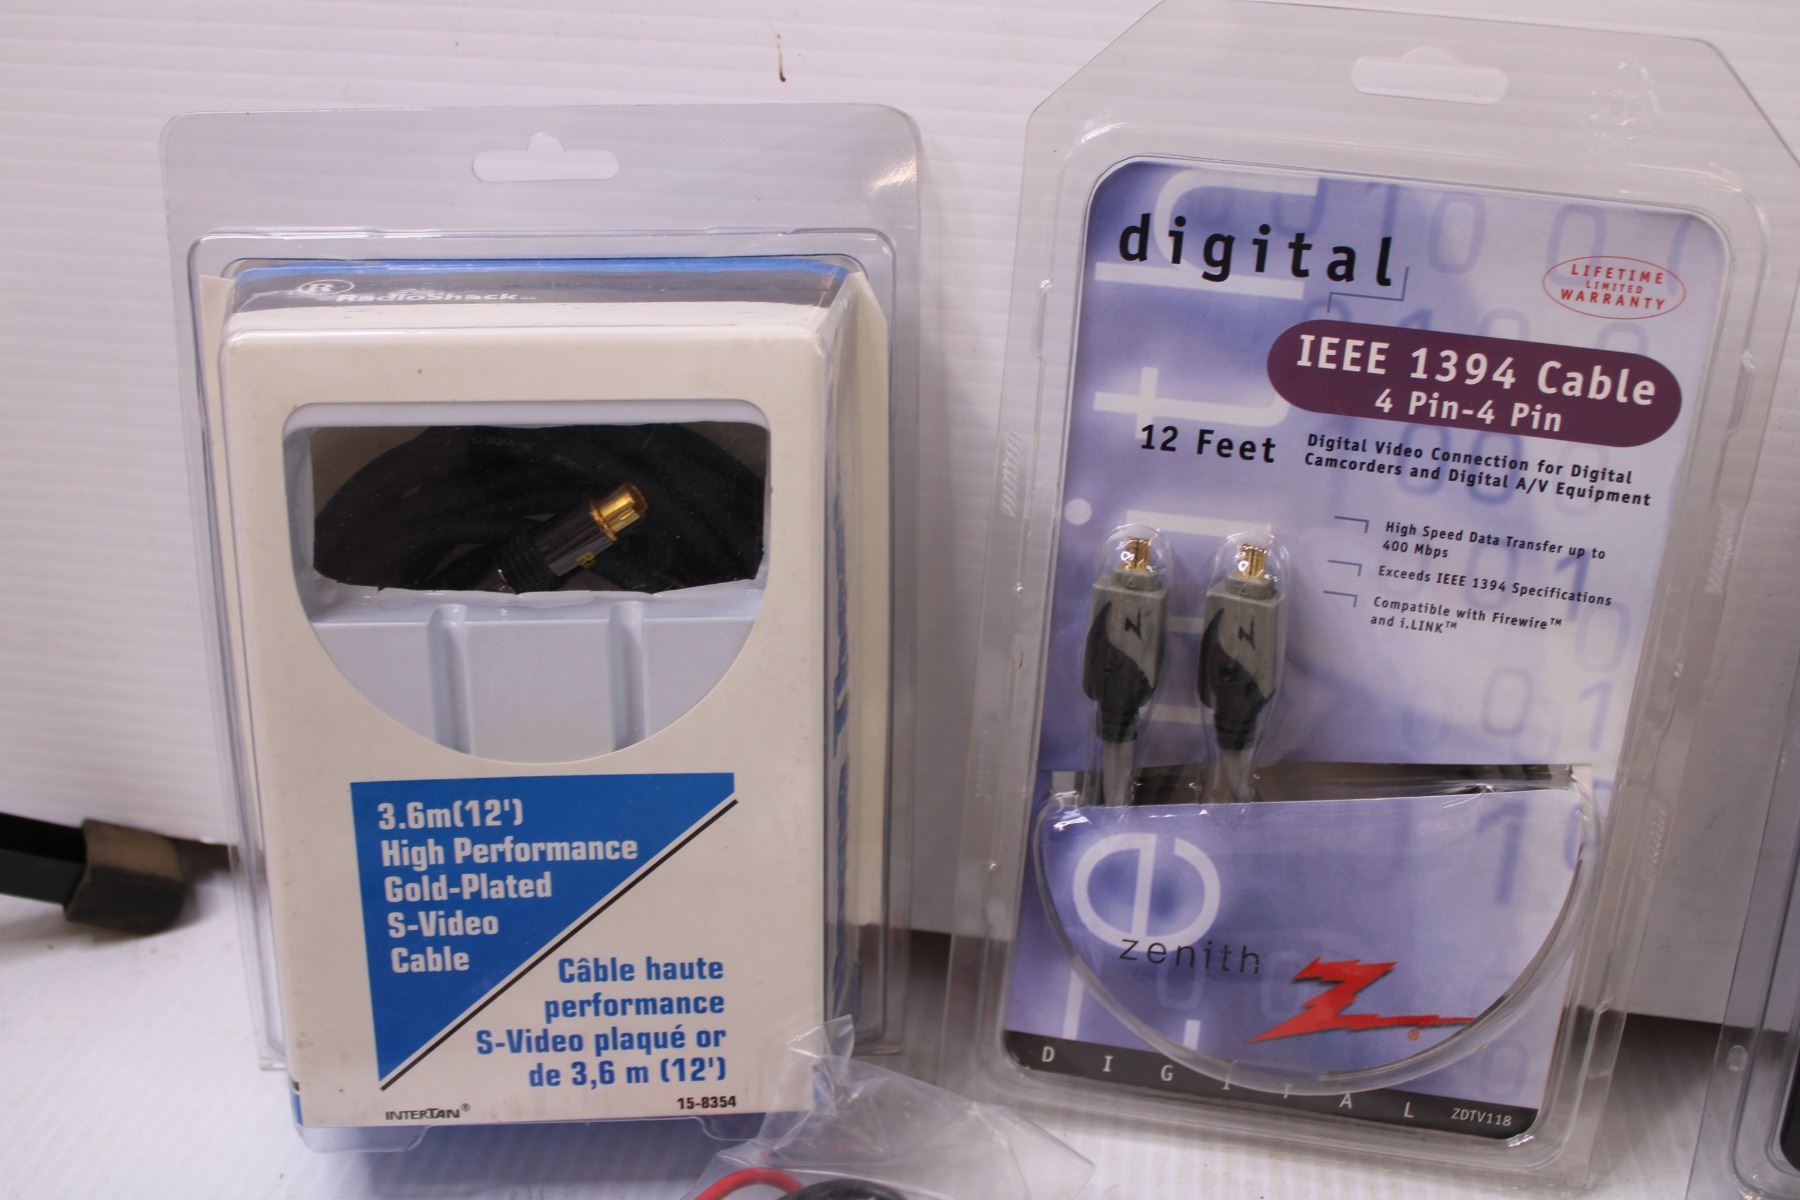 RadioShack
S-VIDEO
3.6m(12')
High Performance
Gold-Plated
S-Video
Cable
Câble haute
performance
S-Video plaqué or
de 3,6 m (12')
INTERTAN®
15-8354
digital
LIFETIME
LIMITED
WARRANTY
IEEE 1394 Cable
4 Pin-4 Pin
12 Feet
Digital Video Connection for Digital
Camcorders and Digital A/V Equipment
High Speed Data Transfer up to
400 Mbps
Exceeds IEEE 1394 Specifications
Compatible with Firewire™
and i.LINK™
Z
Z
zenith
Z®
DIGITAL
ZDTV118